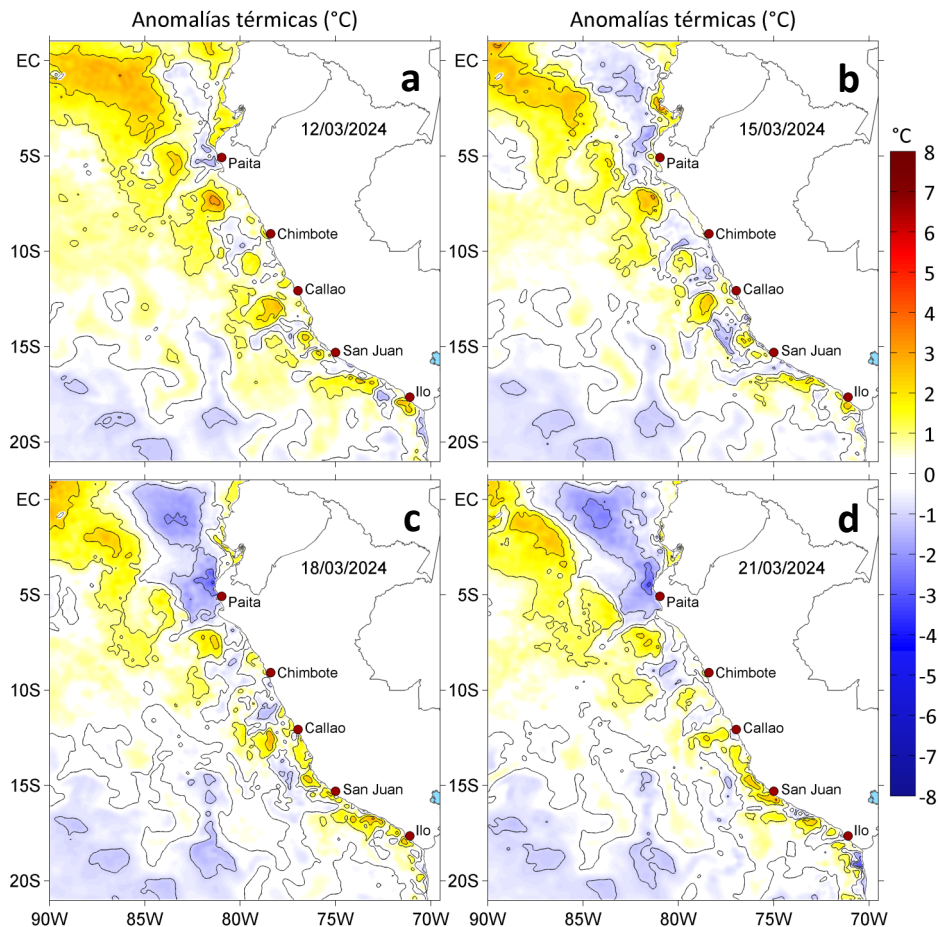 Anomalías térmicas (°C)
Anomalías térmicas (°C)
EC
5S
10S
15S
20S
a
12/03/2024
Paita
Chimbote
Callao
San Juan
Ilo
EC
5S
10S
15S
20S
b
15/03/2024
Paita
Chimbote
Callao
San Juan
Ilo
EC
5S
10S
15S
20S
c
18/03/2024
Paita
Chimbote
Callao
San Juan
Ilo
90W
85W
80W
75W
70W
EC
5S
10S
15S
20S
d
21/03/2024
Paita
Chimbote
Callao
San Juan
Ilo
90W
85W
80W
75W
70W
°C
8
7
6
5
4
3
2
1
0
-1
-2
-3
-4
-5
-6
-7
-8